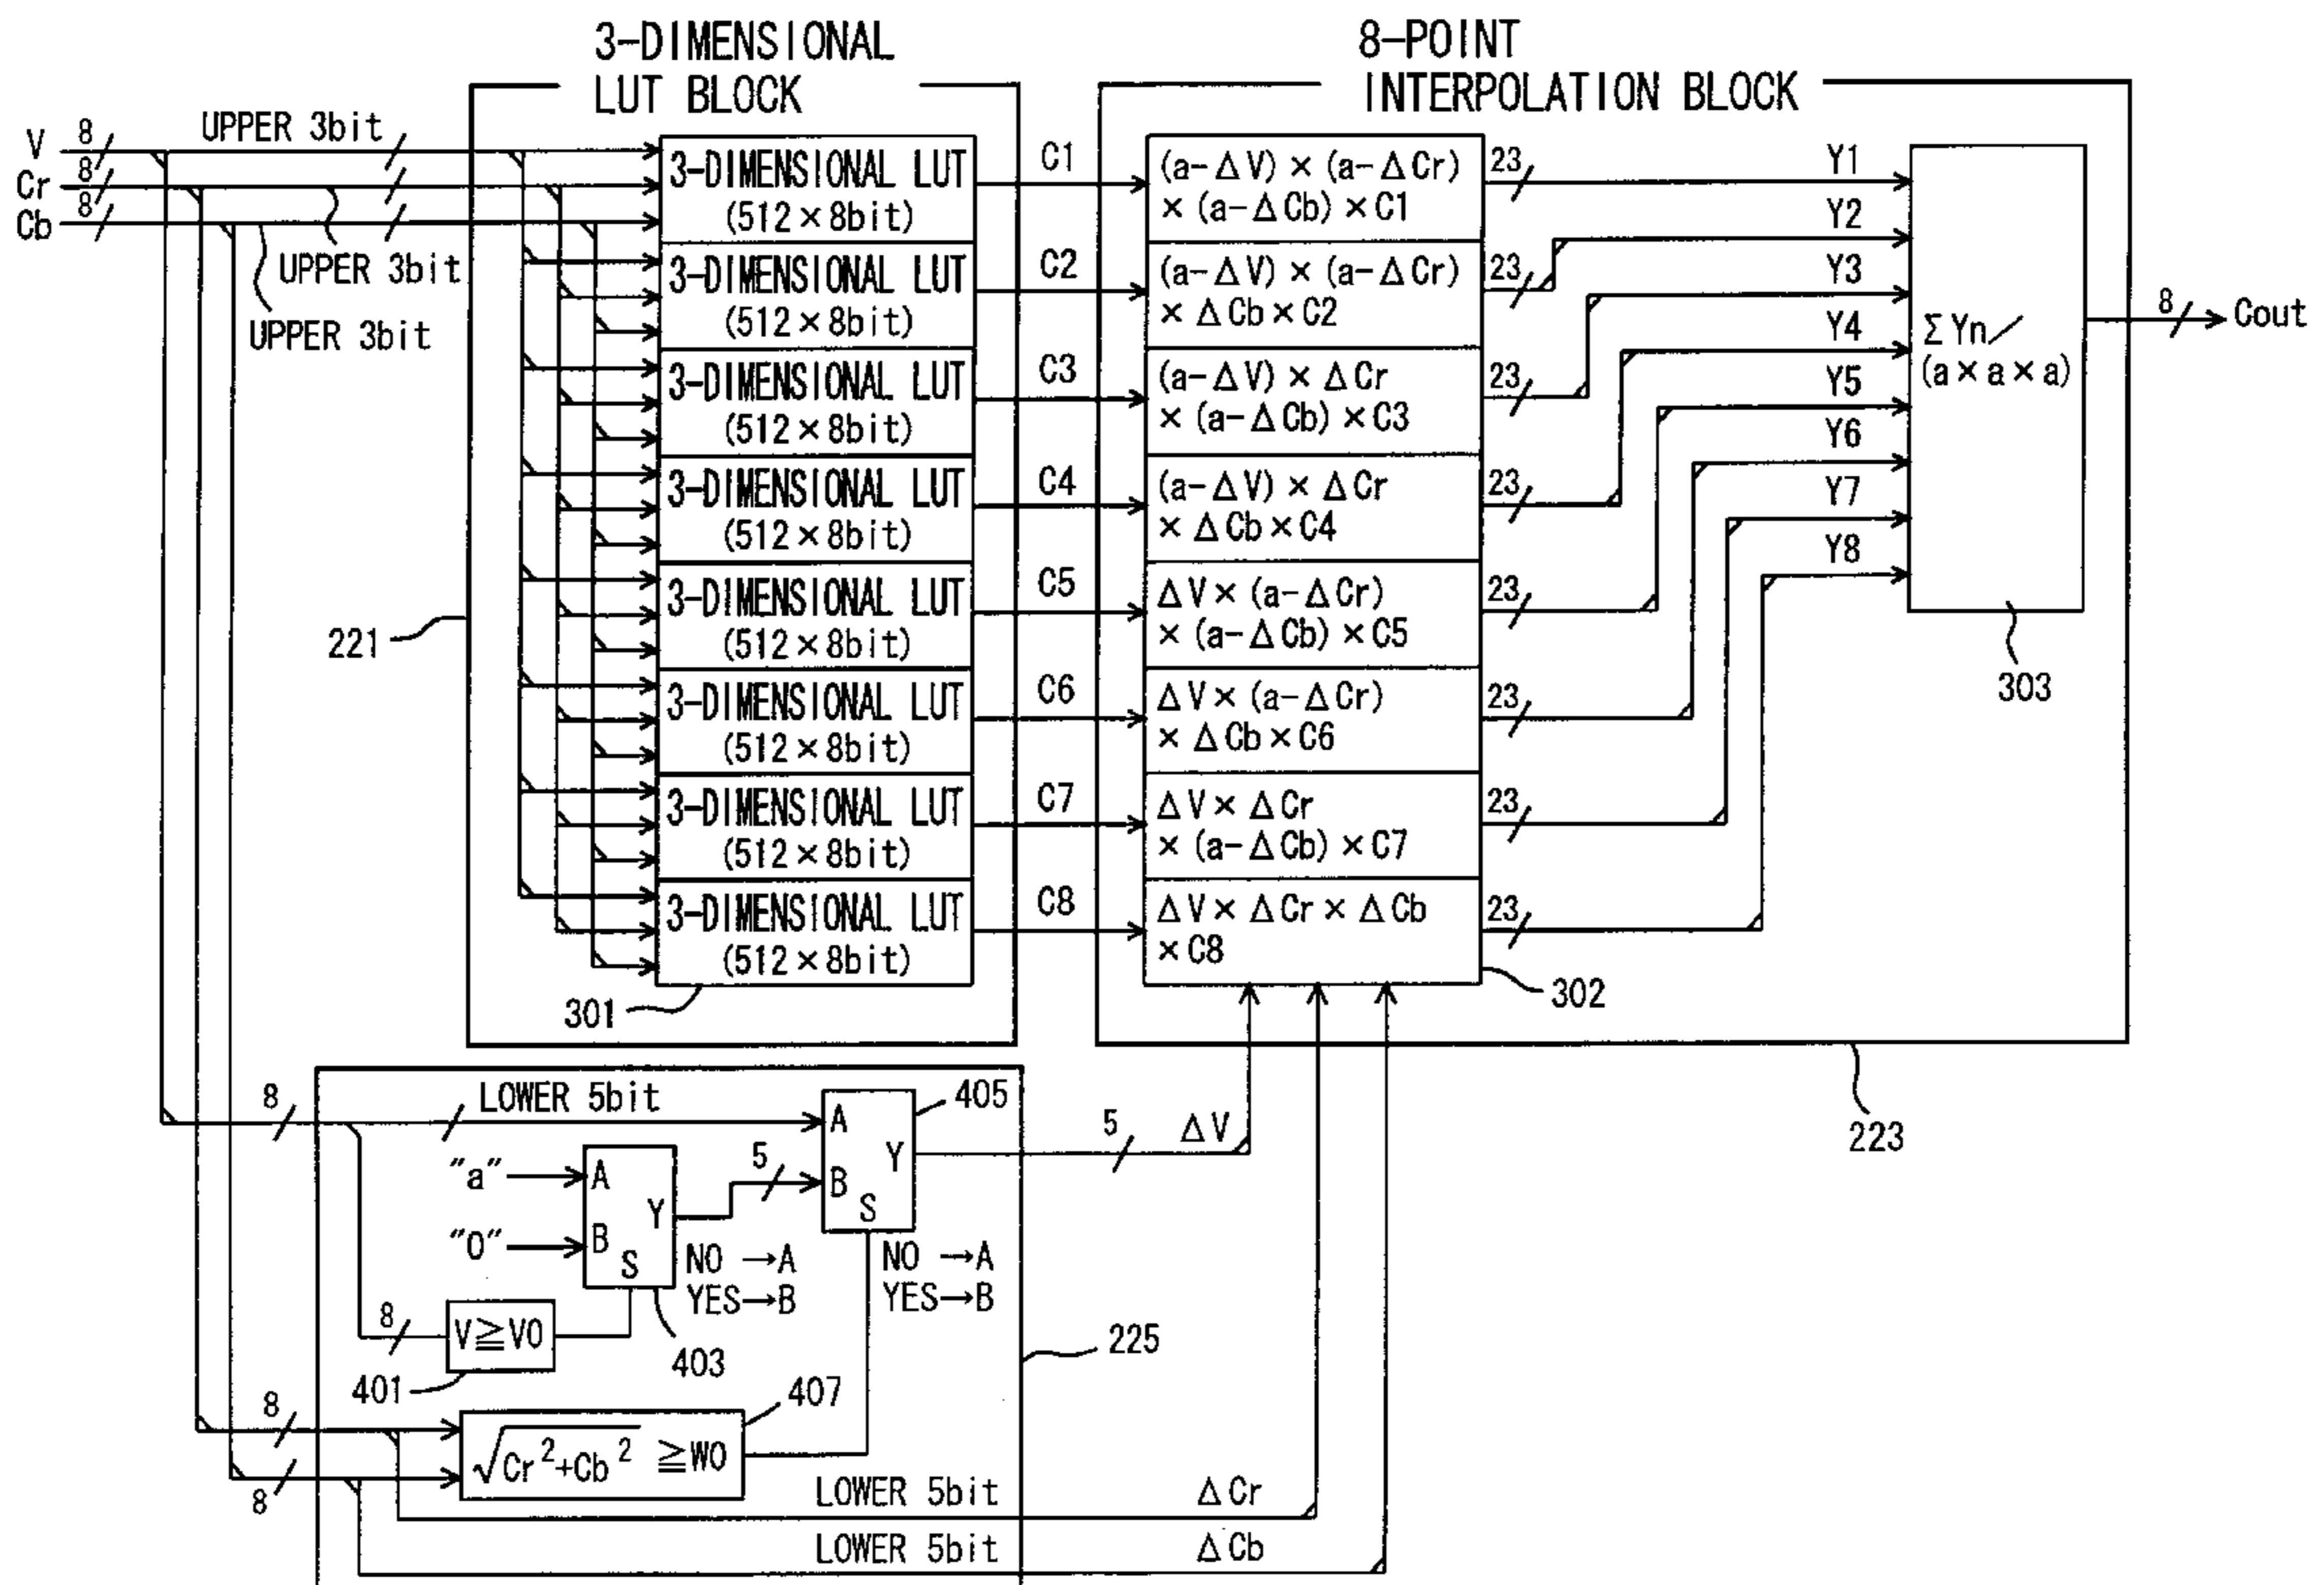 3-DIMENSIONAL
LUT BLOCK
8-POINT
INTERPOLATION BLOCK
V
8
UPPER 3bit
Cr
8
Cb
8
UPPER 3bit
UPPER 3bit
3-DIMENSIONAL LUT
(512×8bit)
C1
(a-ΔV) × (a-ΔCr)
× (a-ΔCb) × C1
23
Y1
3-DIMENSIONAL LUT
(512×8bit)
C2
(a-ΔV) × (a-ΔCr)
× ΔCb × C2
23
Y2
3-DIMENSIONAL LUT
(512×8bit)
C3
(a-ΔV) × ΔCr
× (a-ΔCb) × C3
23
Y3
3-DIMENSIONAL LUT
(512×8bit)
C4
(a-ΔV) × ΔCr
× ΔCb × C4
23
Y4
3-DIMENSIONAL LUT
(512×8bit)
C5
ΔV × (a-ΔCr)
× (a-ΔCb) × C5
23
Y5
3-DIMENSIONAL LUT
(512×8bit)
C6
ΔV × (a-ΔCr)
× ΔCb × C6
23
Y6
3-DIMENSIONAL LUT
(512×8bit)
C7
ΔV × ΔCr
× (a-ΔCb) × C7
23
Y7
3-DIMENSIONAL LUT
(512×8bit)
C8
ΔV × ΔCr × ΔCb
× C8
23
Y8
ΣYn/
(a × a × a)
8
Cout
221
301
302
303
223
8
LOWER 5bit
A
B
Y
S
405
5
ΔV
"a"
"0"
A
B
Y
S
5
NO →A
YES→B
NO →A
YES→B
8
V≧V0
401
403
225
8
8
√Cr²+Cb² ≧W0
407
LOWER 5bit
ΔCr
LOWER 5bit
ΔCb